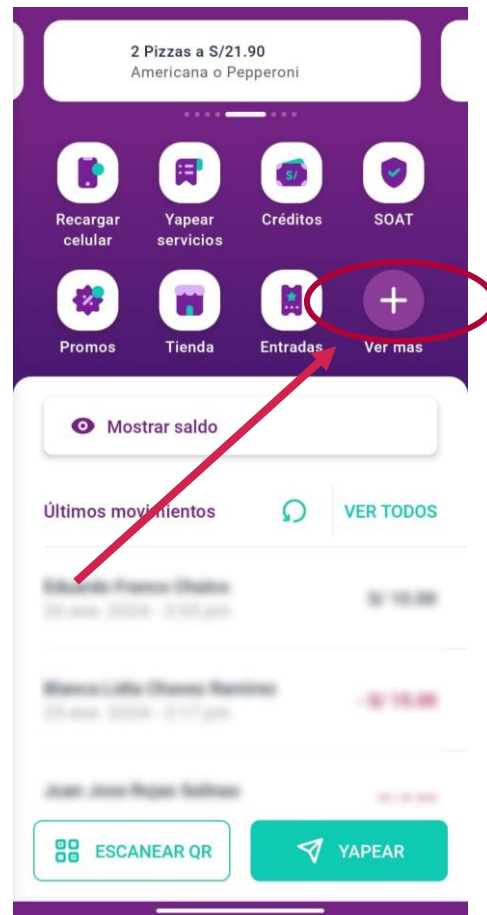 2 Pizzas a S/21.90
Americana o Pepperoni
S/
Recargar
celular
Yapear
servicios
Créditos
SOAT
Promos
Tienda
Entradas
Ver mas
Mostrar saldo
Últimos movimientos
VER TODOS
ESCANEAR QR
YAPEAR